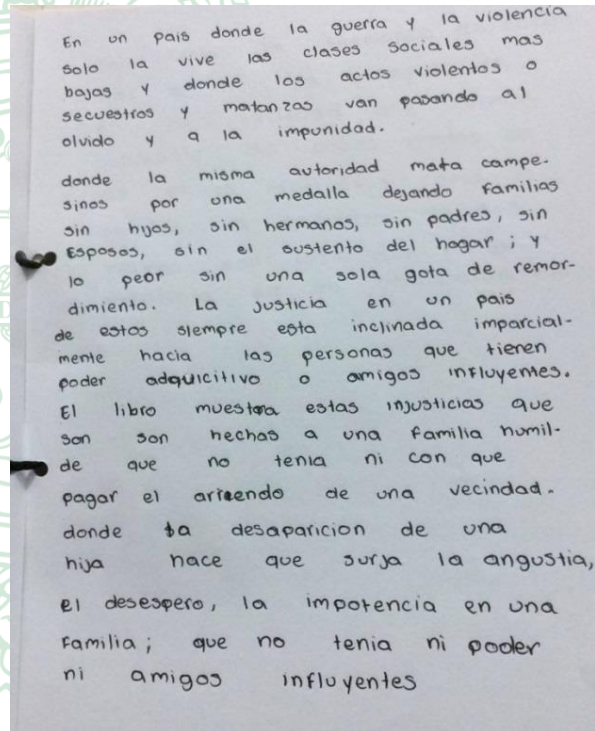 En un pais donde la guerra y la violencia
solo la vive las clases sociales mas
bajas y donde los actos violentos o
secuestros y matanzas van pasando al
olvido y a la impunidad.
donde la misma autoridad mata campe-
sinos por una medalla dejando familias
sin hijos, sin hermanos, sin padres, sin
Esposos, sin el sustento del hogar; y
lo peor sin una sola gota de remor-
dimiento. La justicia en un pais
de estos siempre esta inclinada imparcial-
mente hacia las personas que tienen
poder adquicitivo o amigos influyentes.
El libro muestra estas injusticias que
son son hechas a una familia humil-
de que no tenia ni con que
pagar el arriendo de una vecindad.
donde la desaparicion de una
hija hace que surja la angustia,
el desespero, la impotencia en una
familia; que no tenia ni poder
ni amigos influyentes